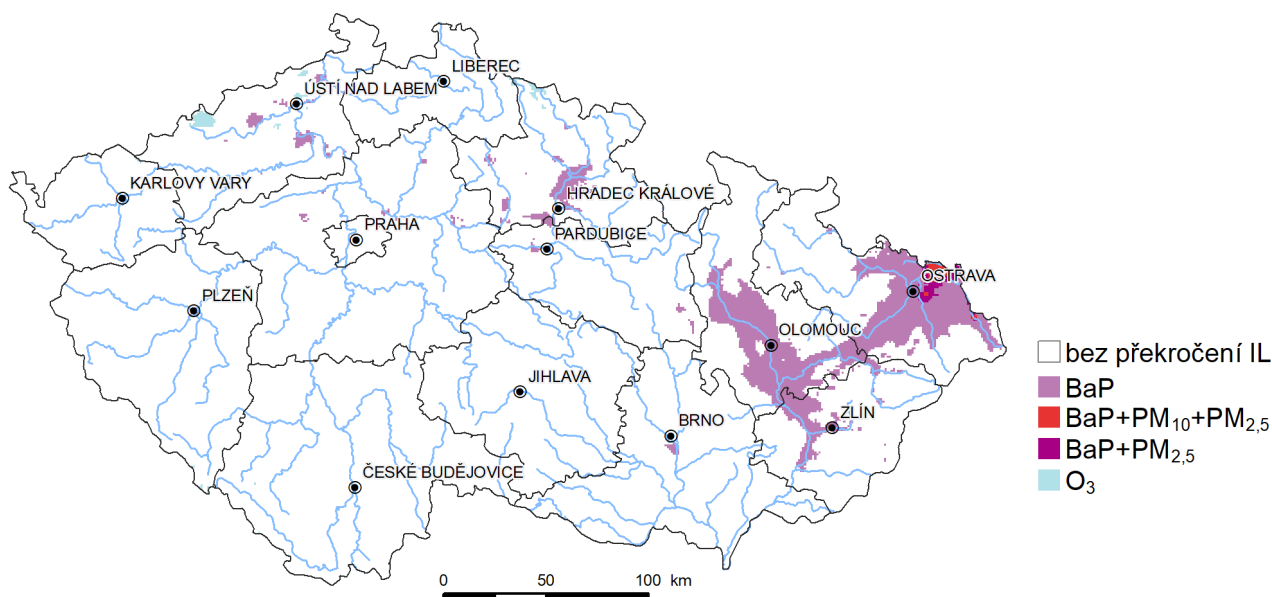 LIBEREC
ÚSTÍ NAD LABEM
KARLOVY VARY
HRADEC KRÁLOVÉ
PRAHA
PARDUBICE
OSTRAVA
PLZEŇ
OLOMOUC
JIHLAVA
ZLÍN
BRNO
ČESKÉ BUDĚJOVICE
bez překročení IL
BaP
BaP+PM10+PM2,5
BaP+PM2,5
O3
0 50 100 km